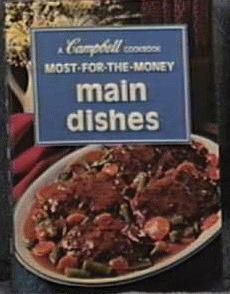 A Campbell COOKBOOK
MOST-FOR-THE-MONEY
main
dishes